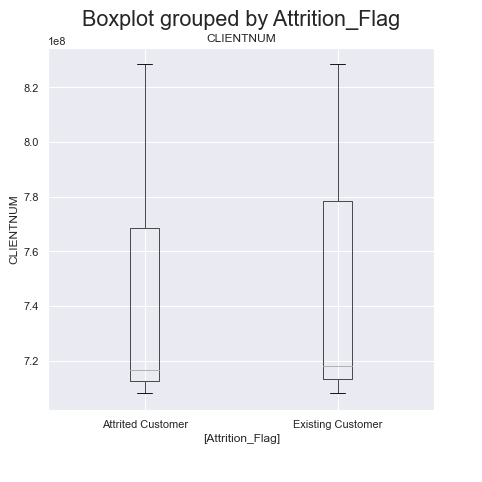 Boxplot grouped by Attrition_Flag
CLIENTNUM
1e8
8.2
8.0
7.8
7.6
7.4
7.2
CLIENTNUM
Attrited Customer
Existing Customer
[Attrition_Flag]